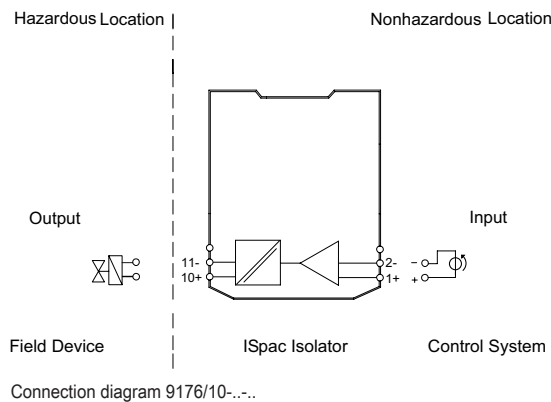 Hazardous Location
Nonhazardous Location
Output
Input
11-
2-
–
10+
1+
+
Field Device
ISpac Isolator
Control System
Connection diagram 9176/10-..-..